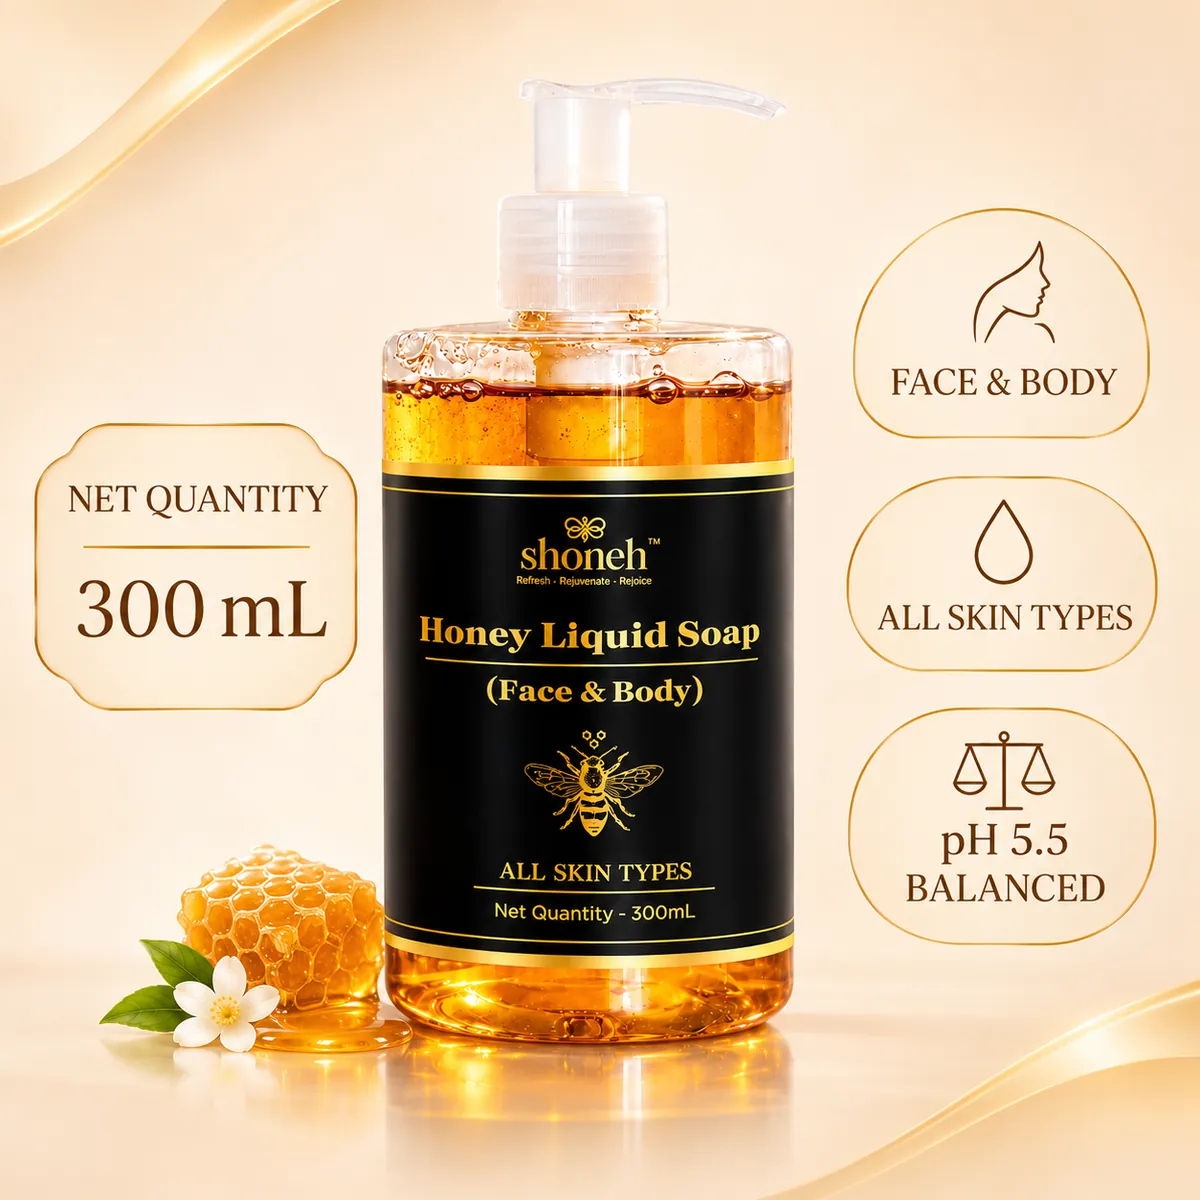 NET QUANTITY
300 mL
shoneh™
Refresh - Rejuvenate - Rejoice
Honey Liquid Soap
(Face & Body)
ALL SKIN TYPES
Net Quantity - 300mL
FACE & BODY
ALL SKIN TYPES
pH 5.5
BALANCED